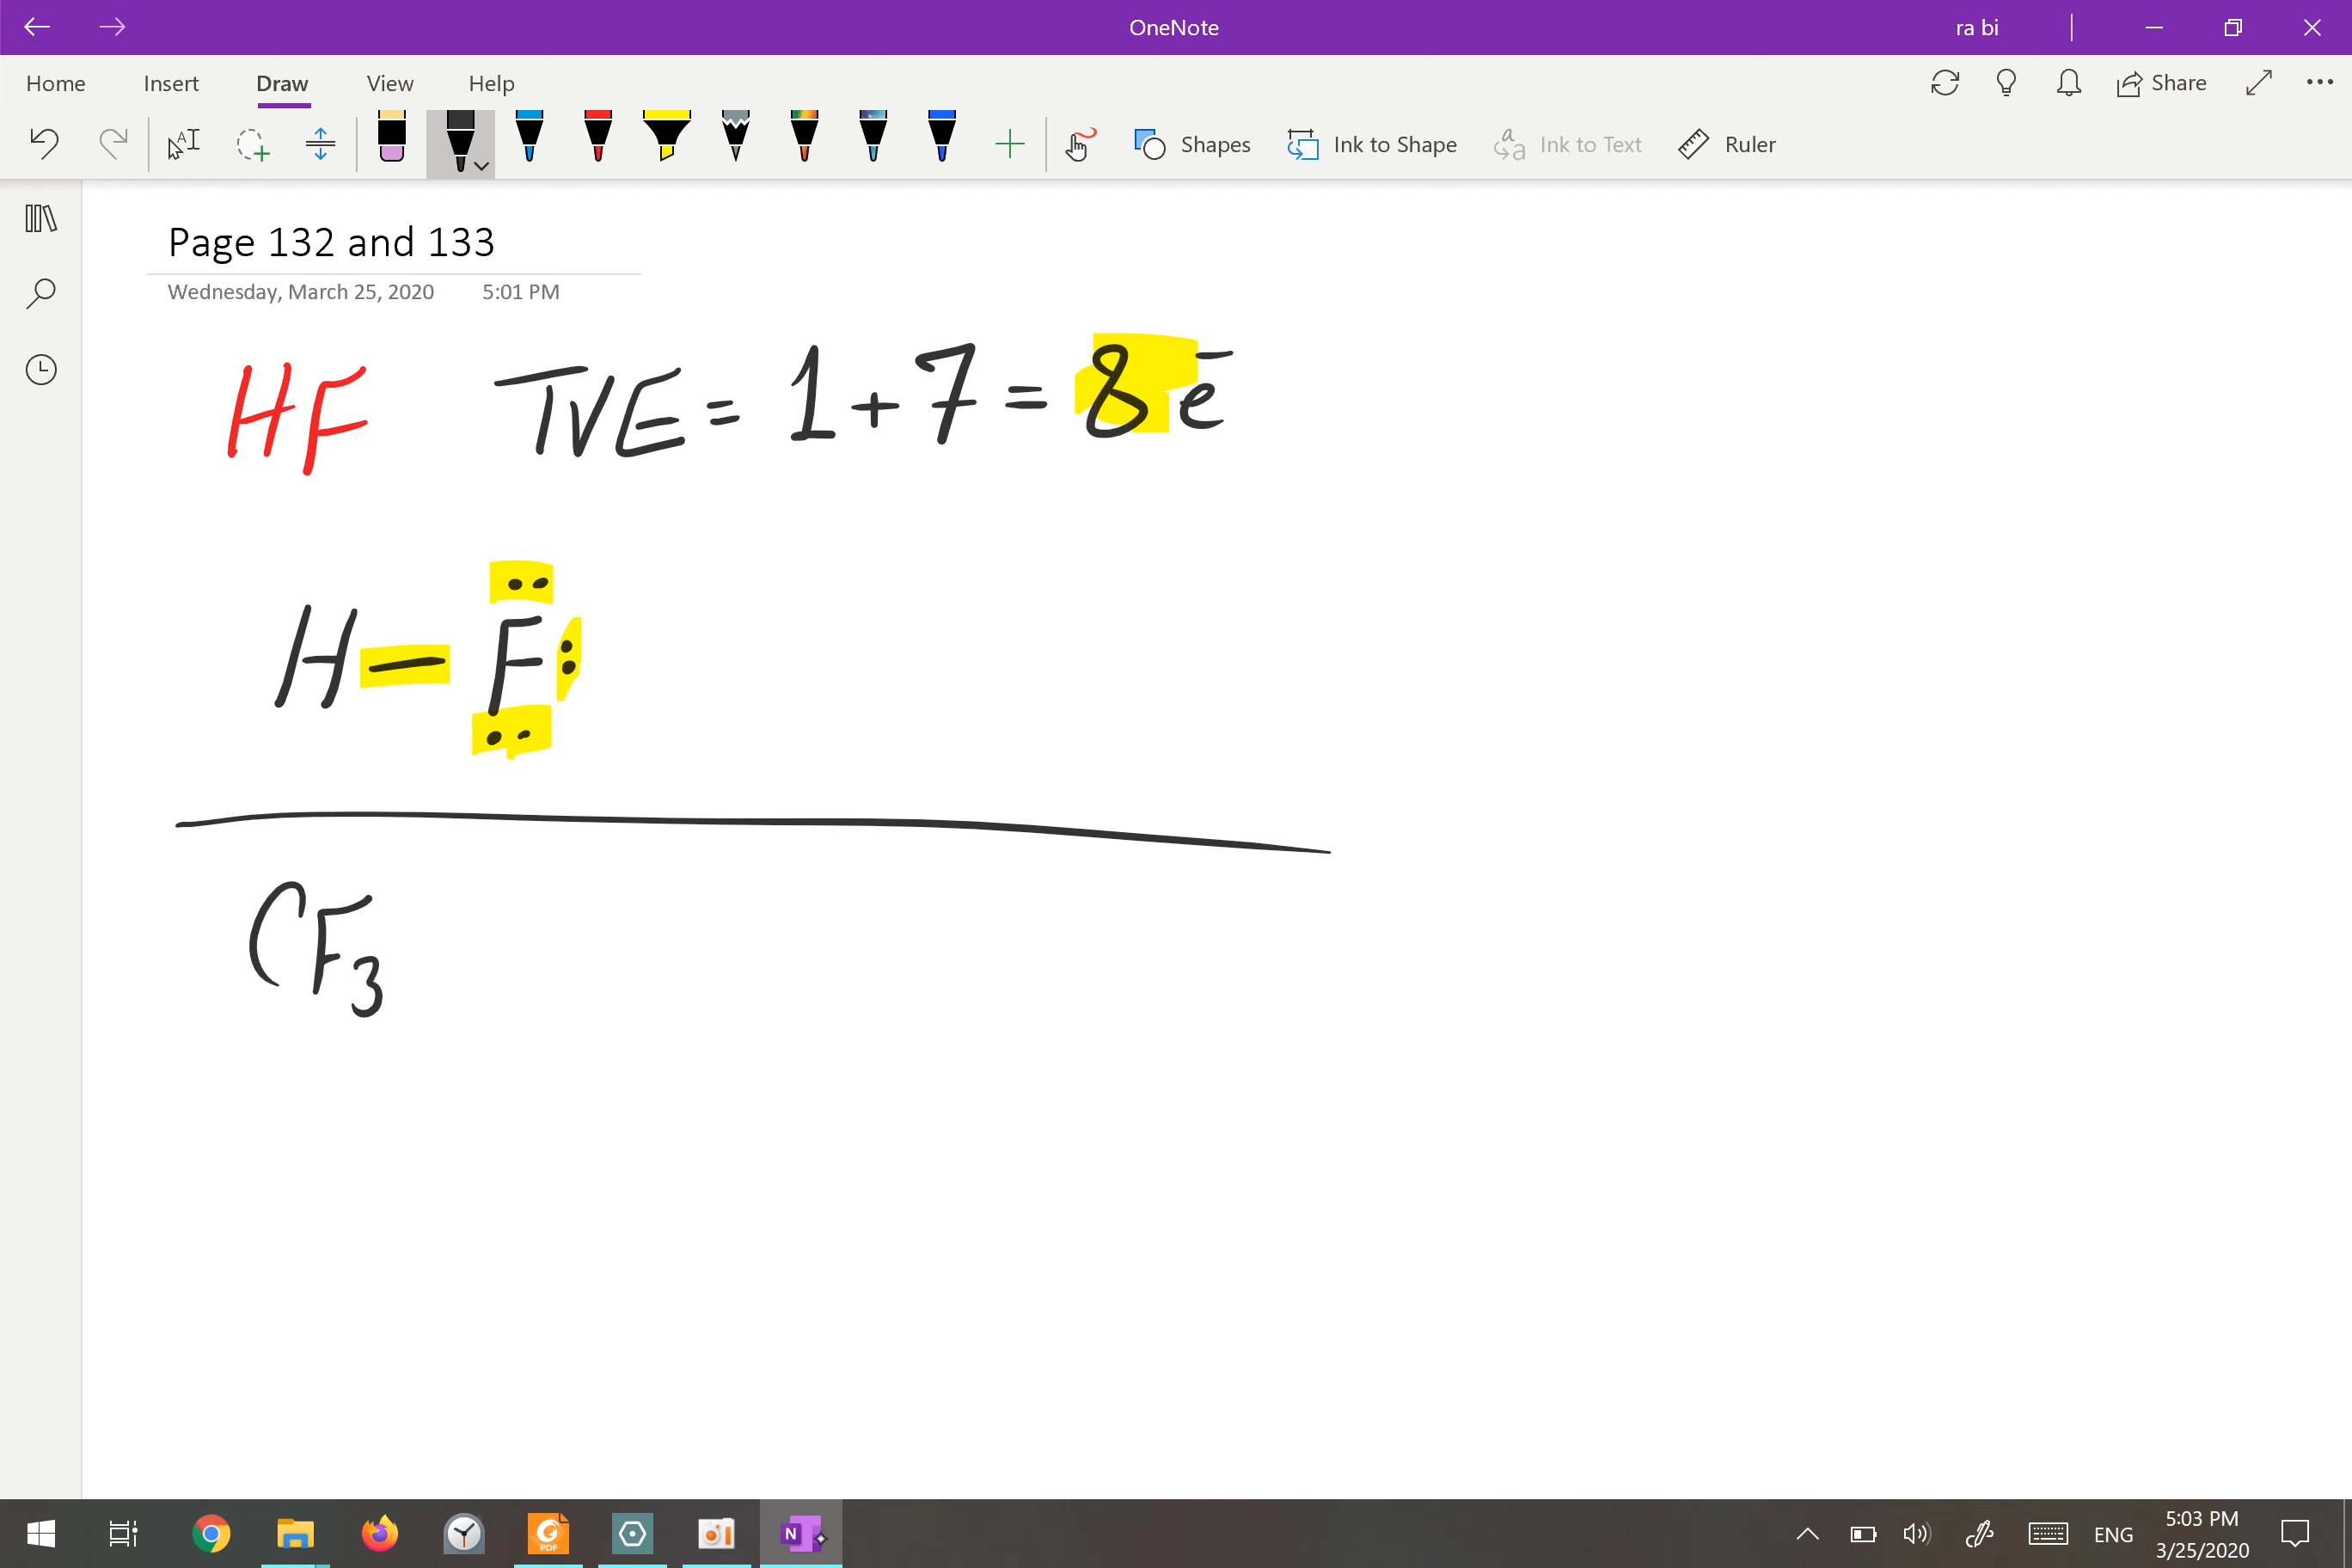 OneNote
ra bi
Home Insert Draw View Help
Share
Shapes Ink to Shape Ink to Text Ruler
Page 132 and 133
Wednesday, March 25, 2020 5:01 PM
HF TVE = 1 + 7 = 8 e⁻
H — F
CF₃
5:03 PM
ENG
3/25/2020